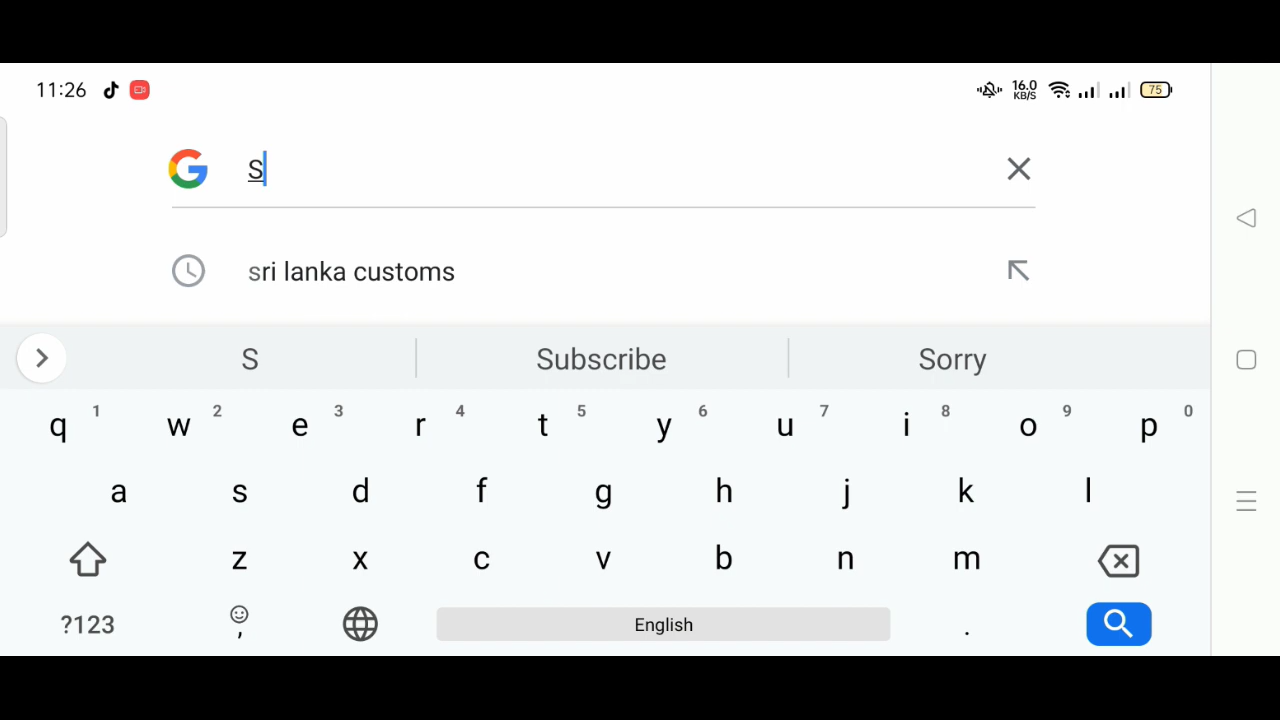 11:26 16.0 KB/S 75
S
sri lanka customs
S Subscribe Sorry
q 1 w 2 e 3 r 4 t 5 y 6 u 7 i 8 o 9 p 0
a s d f g h j k l
z x c v b n m
?123 , English .